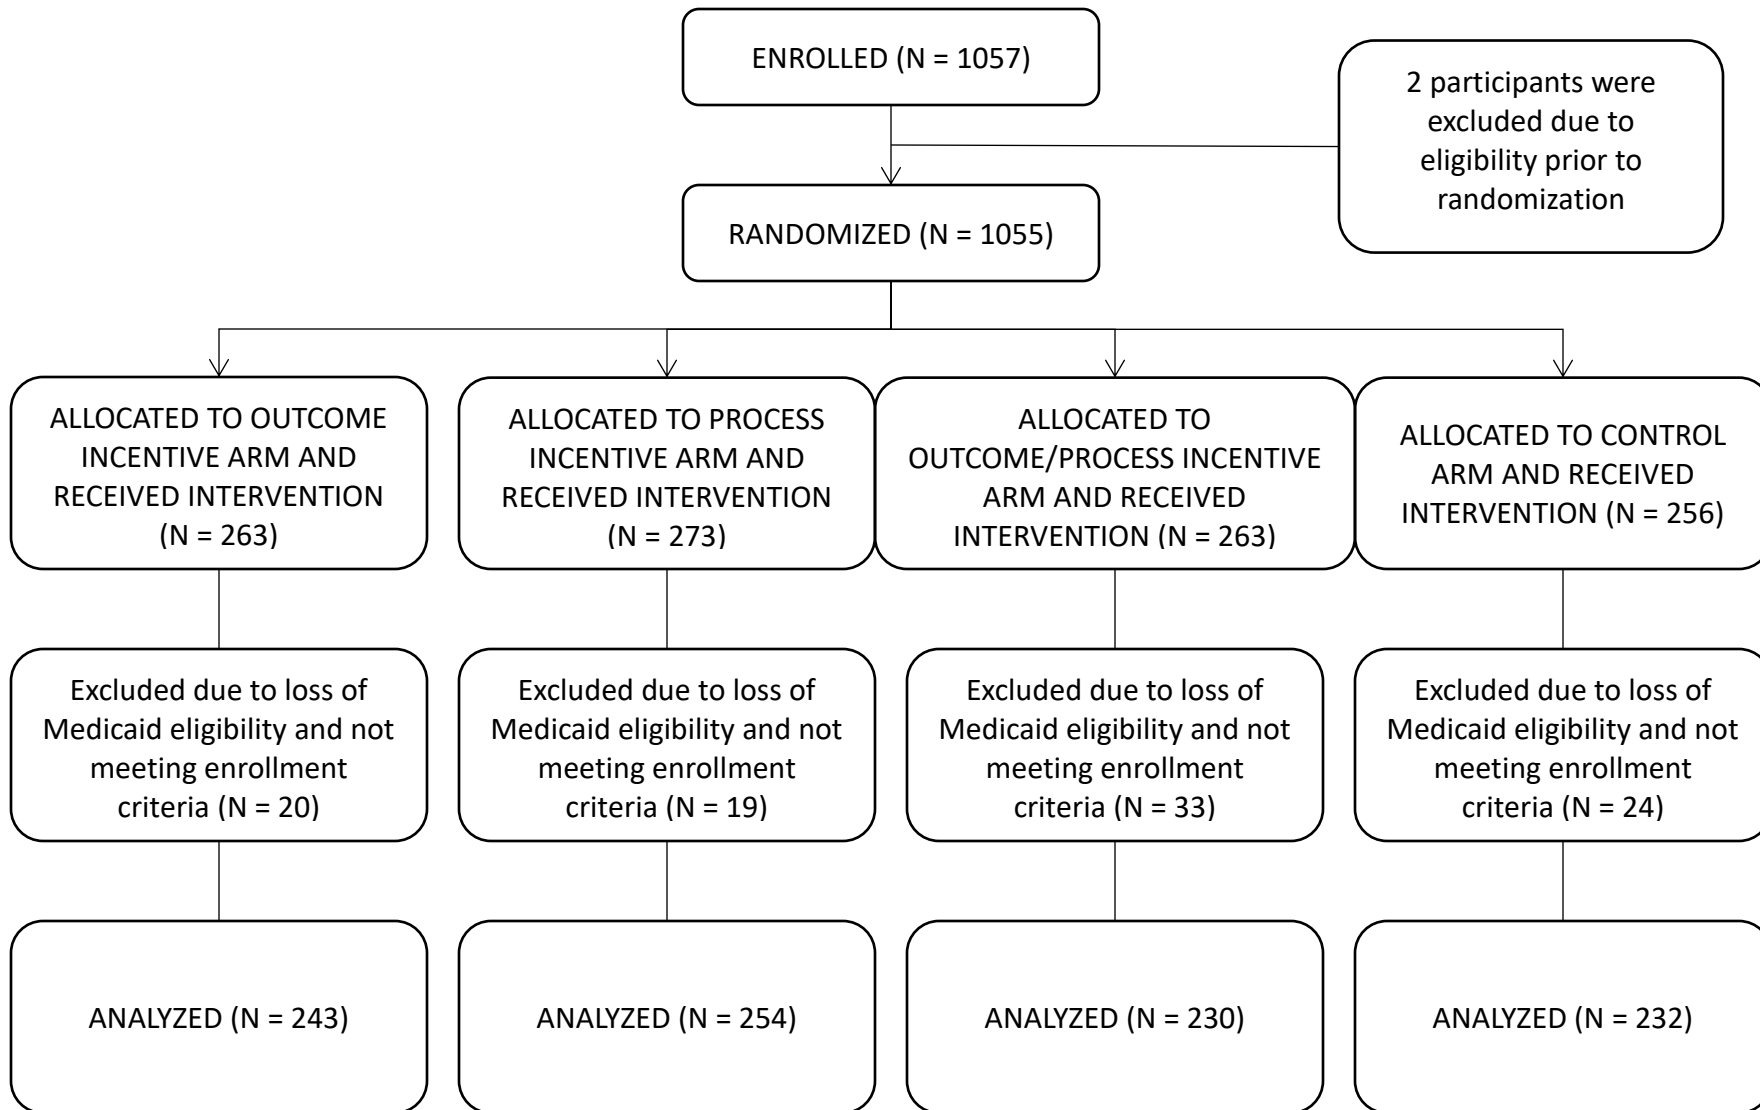 ENROLLED (N = 1057)
2 participants were
excluded due to
eligibility prior to
randomization
RANDOMIZED (N = 1055)
ALLOCATED TO OUTCOME
INCENTIVE ARM AND
RECEIVED INTERVENTION
(N = 263)
ALLOCATED TO PROCESS
INCENTIVE ARM AND
RECEIVED INTERVENTION
(N = 273)
ALLOCATED TO
OUTCOME/PROCESS INCENTIVE
ARM AND RECEIVED
INTERVENTION (N = 263)
ALLOCATED TO CONTROL
ARM AND RECEIVED
INTERVENTION (N = 256)
Excluded due to loss of
Medicaid eligibility and not
meeting enrollment
criteria (N = 20)
Excluded due to loss of
Medicaid eligibility and not
meeting enrollment
criteria (N = 19)
Excluded due to loss of
Medicaid eligibility and not
meeting enrollment
criteria (N = 33)
Excluded due to loss of
Medicaid eligibility and not
meeting enrollment
criteria (N = 24)
ANALYZED (N = 243)
ANALYZED (N = 254)
ANALYZED (N = 230)
ANALYZED (N = 232)